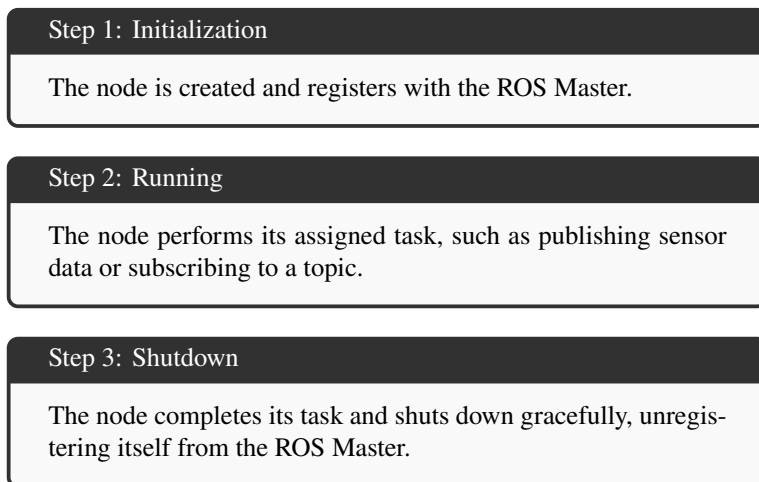 Step 1: Initialization
The node is created and registers with the ROS Master.
Step 2: Running
The node performs its assigned task, such as publishing sensor
data or subscribing to a topic.
Step 3: Shutdown
The node completes its task and shuts down gracefully, unregis-
tering itself from the ROS Master.